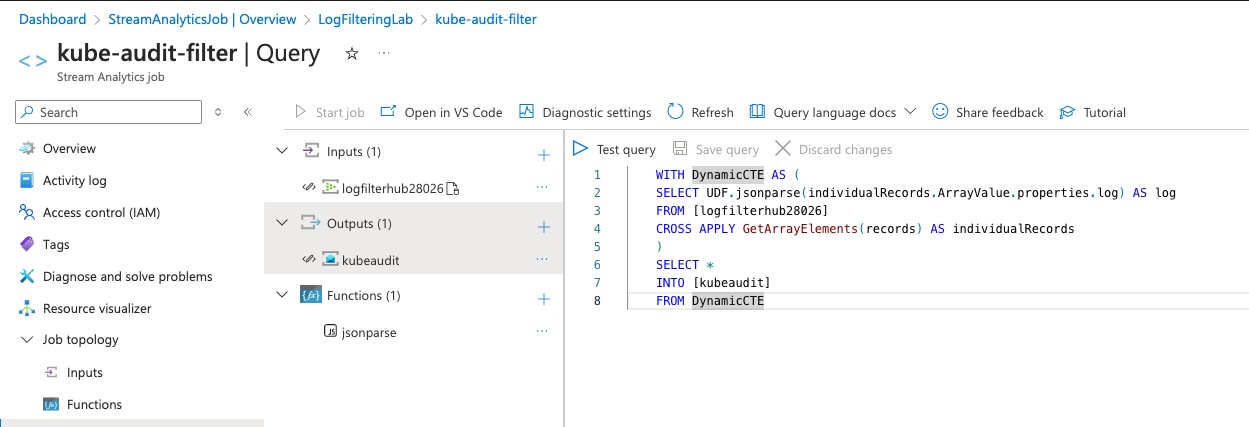 Dashboard > StreamAnalyticsJob | Overview > LogFilteringLab > kube-audit-filter
kube-audit-filter | Query
Stream Analytics job
Search
Start job
Open in VS Code
Diagnostic settings
Refresh
Query language docs
Share feedback
Tutorial
Overview
Activity log
Access control (IAM)
Tags
Diagnose and solve problems
Resource visualizer
Job topology
Inputs
Functions
Inputs (1)
logfilterhub28026
Outputs (1)
kubeaudit
Functions (1)
jsonparse
Test query
Save query
Discard changes
1 WITH DynamicCTE AS (
2 SELECT UDF.jsonparse(individualRecords.ArrayValue.properties.log) AS log
3 FROM [logfilterhub28026]
4 CROSS APPLY GetArrayElements(records) AS individualRecords
5 )
6 SELECT *
7 INTO [kubeaudit]
8 FROM DynamicCTE